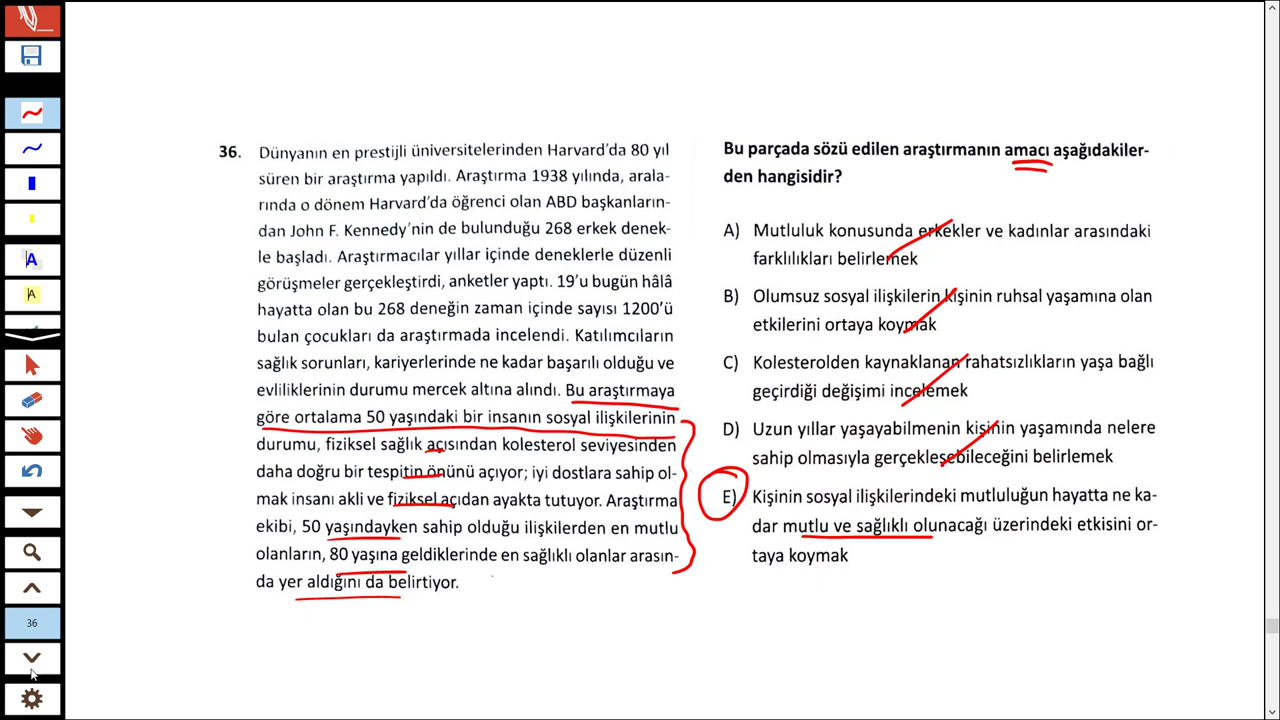 36.
Dünyanın en prestijli üniversitelerinden Harvard’da 80 yıl
süren bir araştırma yapıldı. Araştırma 1938 yılında, arala-
rında o dönem Harvard’da öğrenci olan ABD başkanların-
dan John F. Kennedy’nin de bulunduğu 268 erkek denek-
le başladı. Araştırmacılar yıllar içinde deneklerle düzenli
görüşmeler gerçekleştirdi, anketler yaptı. 19’u bugün hâlâ
hayatta olan bu 268 deneğin zaman içinde sayısı 1200’ü
bulan çocukları da araştırmada incelendi. Katılımcıların
sağlık sorunları, kariyerlerinde ne kadar başarılı olduğu ve
evliliklerinin durumu mercek altına alındı. Bu araştırmaya
göre ortalama 50 yaşındaki bir insanın sosyal ilişkilerinin
durumu, fiziksel sağlık açısından kolesterol seviyesinden
daha doğru bir tespitin önünü açıyor; iyi dostlara sahip ol-
mak insanı akli ve fiziksel açıdan ayakta tutuyor. Araştırma
ekibi, 50 yaşındayken sahip olduğu ilişkilerden en mutlu
olanların, 80 yaşına geldiklerinde en sağlıklı olanlar arasın-
da yer aldığını da belirtiyor.
Bu parçada sözü edilen araştırmanın amacı aşağıdakiler-
den hangisidir?
A) Mutluluk konusunda erkekler ve kadınlar arasındaki
farklılıkları belirlemek
B) Olumsuz sosyal ilişkilerin kişinin ruhsal yaşamına olan
etkilerini ortaya koymak
C) Kolesterolden kaynaklanan rahatsızlıkların yaşa bağlı
geçirdiği değişimi incelemek
D) Uzun yıllar yaşayabilmenin kişinin yaşamında nelere
sahip olmasıyla gerçekleşebileceğini belirlemek
E) Kişinin sosyal ilişkilerindeki mutluluğun hayatta ne ka-
dar mutlu ve sağlıklı olunacağı üzerindeki etkisini or-
taya koymak
A
A
36